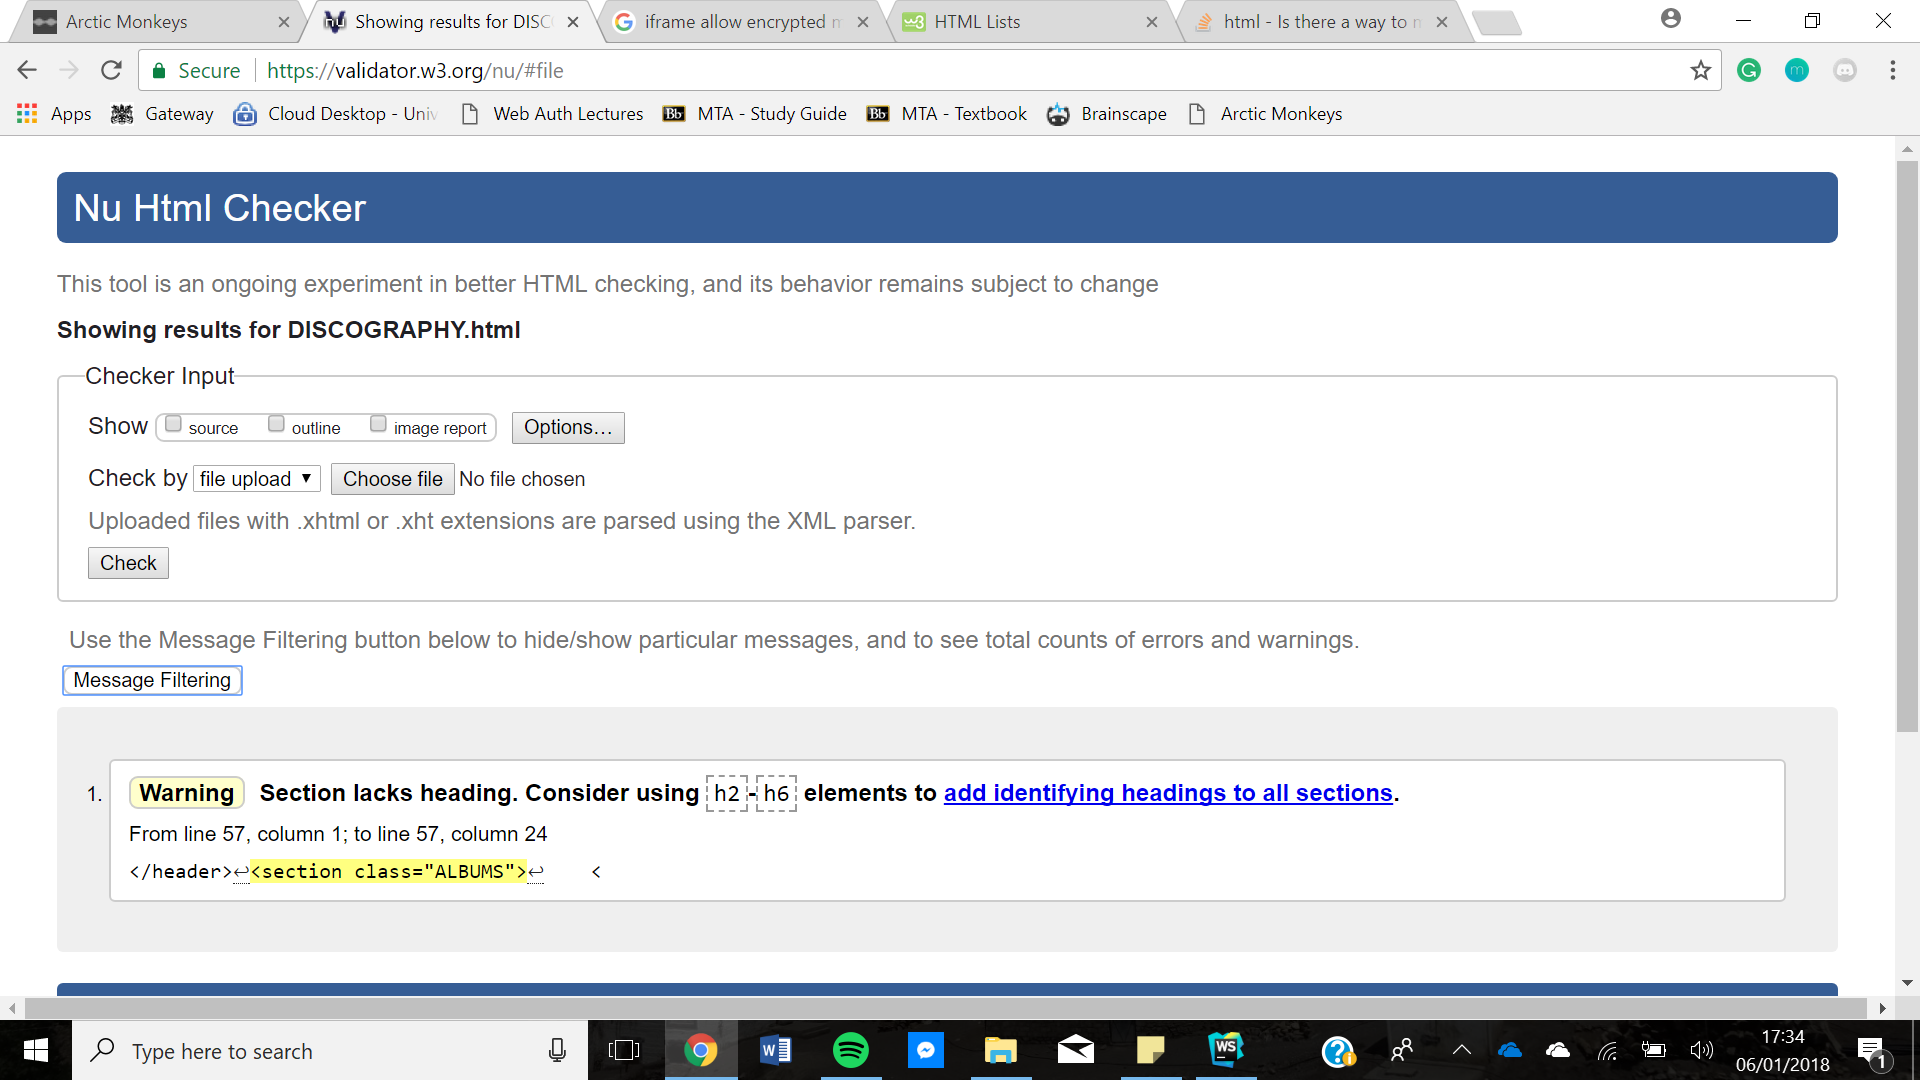 Arctic Monkeys
Showing results for DISC
iframe allow encrypted m
HTML Lists
html - Is there a way to m
Secure
https://validator.w3.org/nu/#file
Apps
Gateway
Cloud Desktop - Univ
Web Auth Lectures
Bb MTA - Study Guide
Bb MTA - Textbook
Brainscape
Arctic Monkeys
Nu Html Checker
This tool is an ongoing experiment in better HTML checking, and its behavior remains subject to change
Showing results for DISCOGRAPHY.html
Checker Input
Show source outline image report Options...
Check by file upload Choose file No file chosen
Uploaded files with .xhtml or .xht extensions are parsed using the XML parser.
Check
Use the Message Filtering button below to hide/show particular messages, and to see total counts of errors and warnings.
Message Filtering
1. Warning Section lacks heading. Consider using h2-h6 elements to add identifying headings to all sections.
From line 57, column 1; to line 57, column 24
</header>↩<section class="ALBUMS">↩ <
Type here to search
17:34
06/01/2018
1